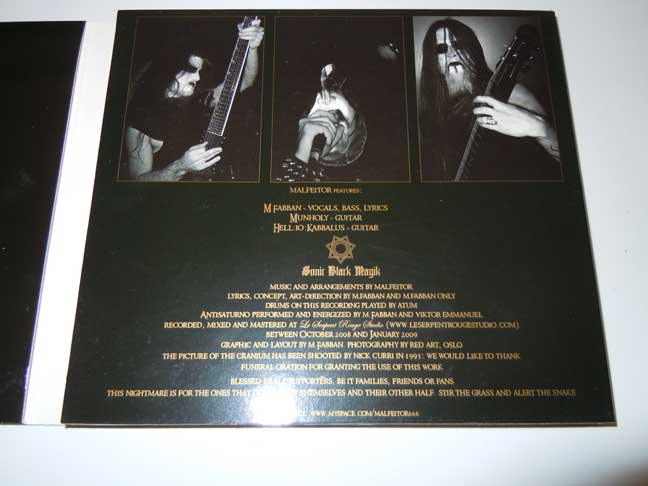 MALFEITOR FEATURES:
M.FABBAN - VOCALS, BASS, LYRICS
MUNHOLY - GUITAR
HELL:IO:KABBALUS - GUITAR
Sonic Black Magik
MUSIC AND ARRANGEMENTS BY MALFEITOR
LYRICS, CONCEPT, ART-DIRECTION BY M.FABBAN AND M.FABBAN ONLY
DRUMS ON THIS RECORDING PLAYED BY ATUM
ANTISATURNO PERFORMED AND ENERGIZED BY M.FABBAN AND VIKTOR EMMANUEL
RECORDED, MIXED AND MASTERED AT Le Serpent Rouge Studio (WWW.LESERPENTROUGESTUDIO.COM)
BETWEEN OCTOBER 2008 AND JANUARY 2009
GRAPHIC AND LAYOUT BY M.FABBAN PHOTOGRAPHY BY RED ART, OSLO
THE PICTURE OF THE CRANIUM HAS BEEN SHOOTED BY NICK CURRI IN 1995: WE WOULD LIKE TO THANK
FUNERAL ORATION FOR GRANTING THE USE OF THIS WORK
BLESSED BE ALL SUPPORTERS, BE IT FAMILIES, FRIENDS OR FANS
THIS NIGHTMARE IS FOR THE ONES THAT THEMSELVES AND THEIR OTHER HALF. STIR THE GRASS AND ALERT THE SNAKE
WWW.MYSPACE.COM/MALFEITOR666